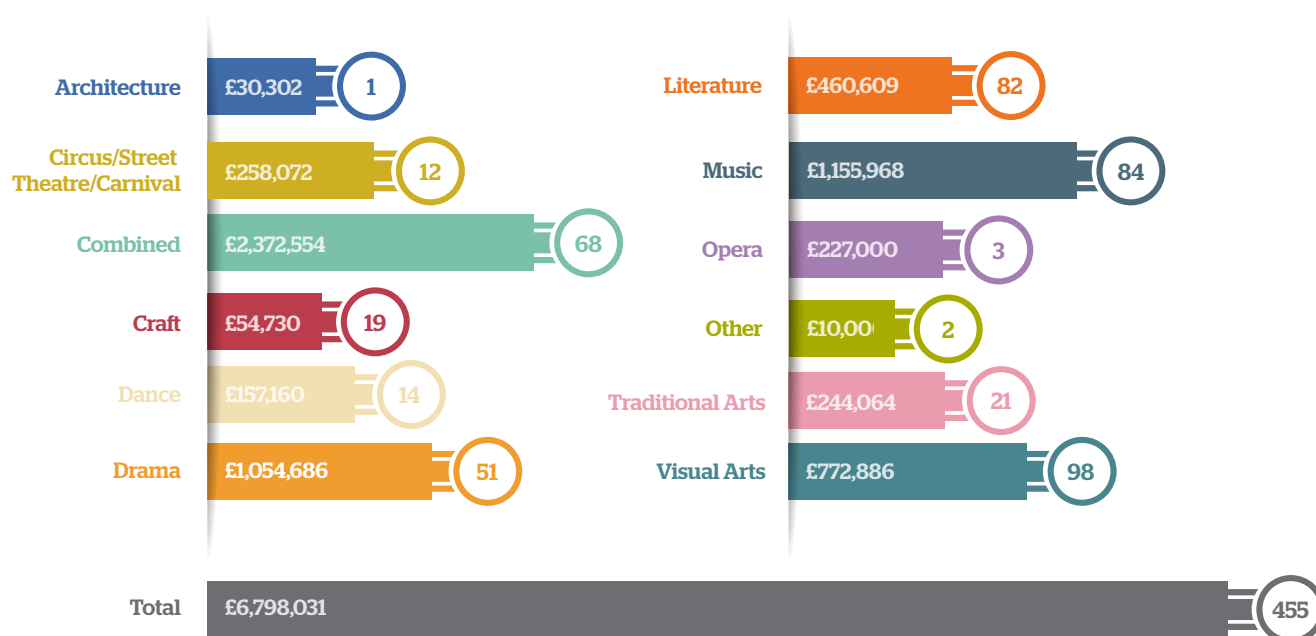 Architecture
£30,302
1
Circus/Street
Theatre/Carnival
£258,072
12
Combined
£2,372,554
68
Craft
£54,730
19
Dance
£157,160
14
Drama
£1,054,686
51
Literature
£460,609
82
Music
£1,155,968
84
Opera
£227,000
3
Other
£10,000
2
Traditional Arts
£244,064
21
Visual Arts
£772,886
98
Total
£6,798,031
455